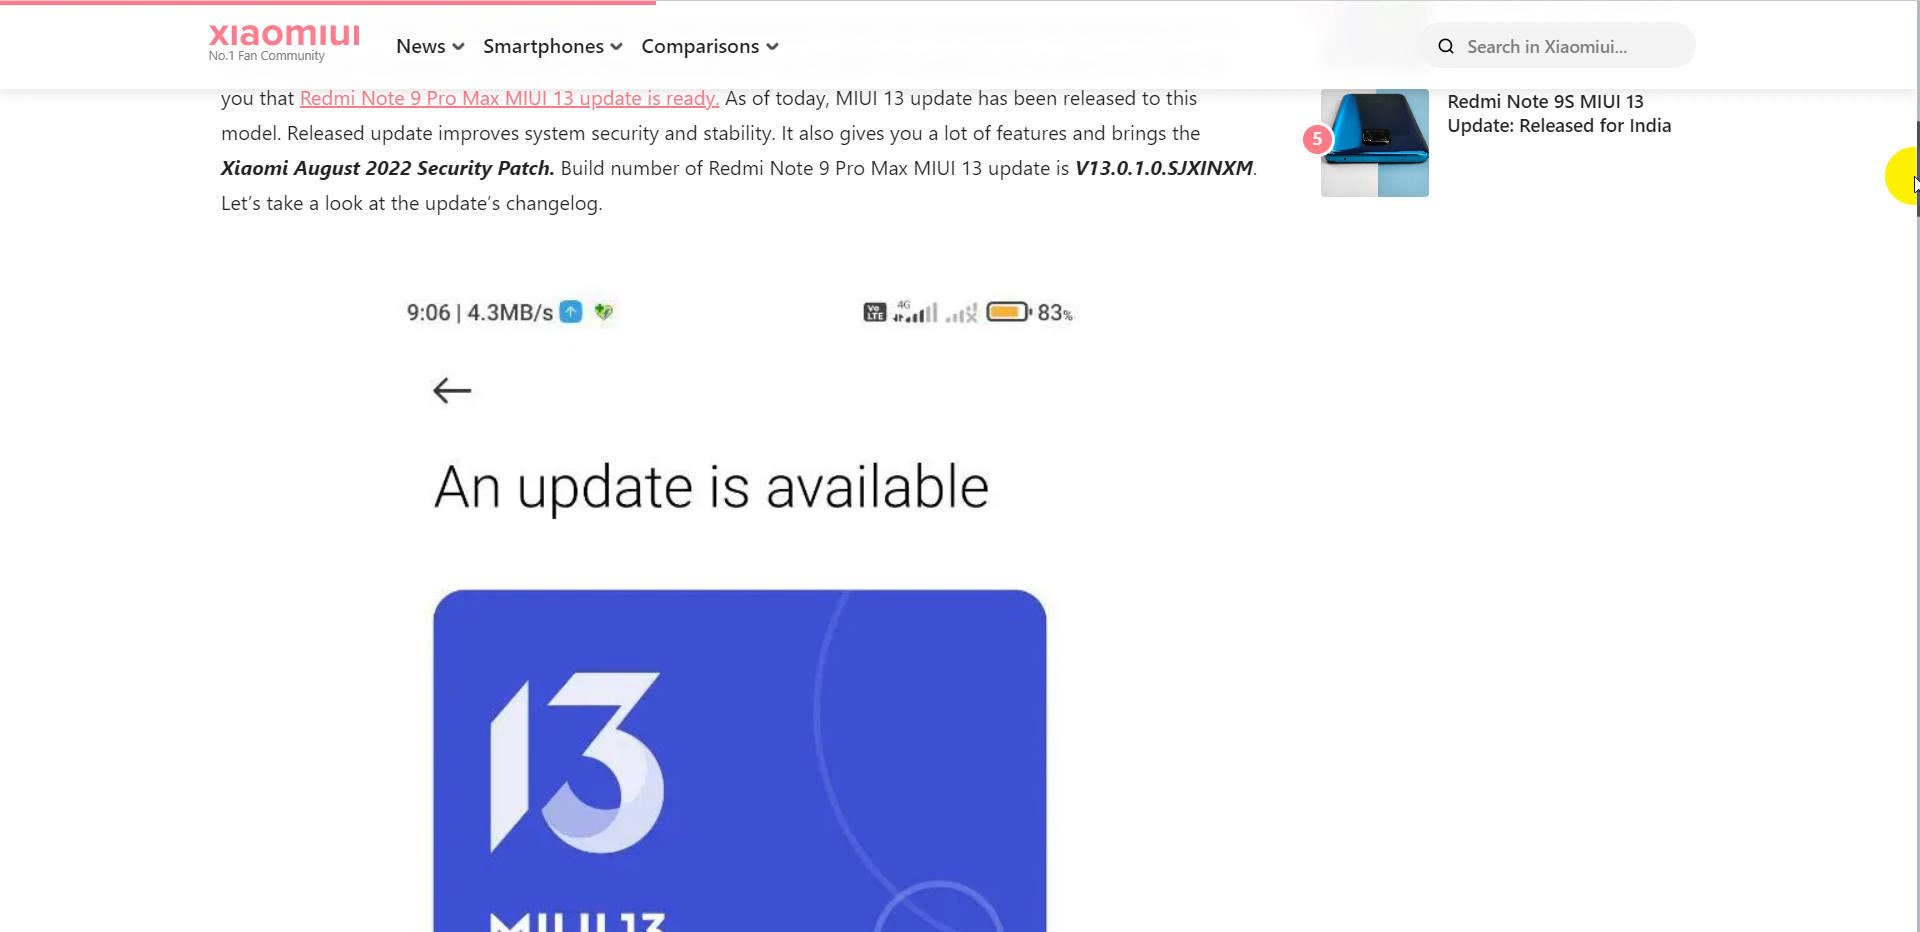 xiaomiui
No.1 Fan Community
News
Smartphones
Comparisons
Search in Xiaomiui...
you that Redmi Note 9 Pro Max MIUI 13 update is ready. As of today, MIUI 13 update has been released to this
model. Released update improves system security and stability. It also gives you a lot of features and brings the
Xiaomi August 2022 Security Patch. Build number of Redmi Note 9 Pro Max MIUI 13 update is V13.0.1.0.SJXINXM.
Let’s take a look at the update’s changelog.
5
Redmi Note 9S MIUI 13
Update: Released for India
9:06 | 4.3MB/s
Vo
LTE
4G
83%
An update is available
13
MIUI 13